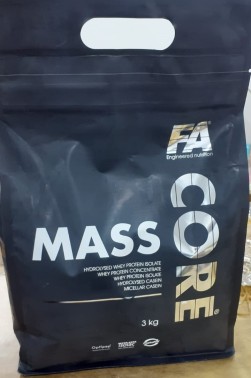 FA
Engineered nutrition
MASS
CORE®
HYDROLYSED WHEY PROTEIN ISOLATE
WHEY PROTEIN CONCENTRATE
WHEY PROTEIN ISOLATE
HYDROLYSED CASEIN
MICELLAR CASEIN
3 kg